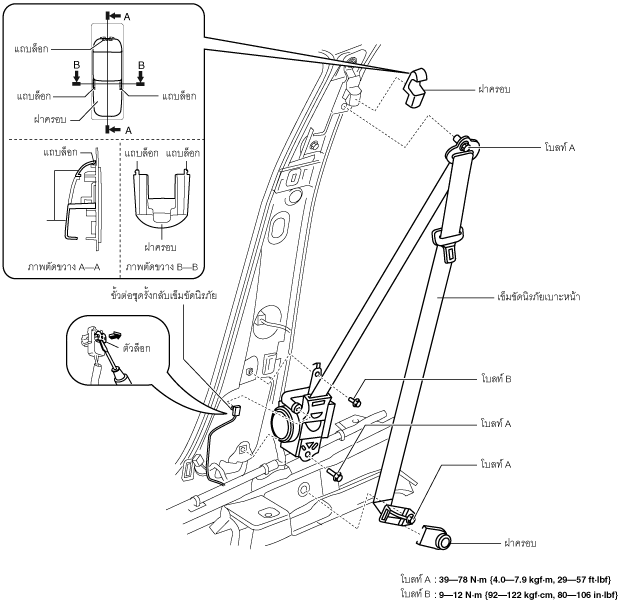 A
แถบล็อก
B
B
แถบล็อก
แถบล็อก
ฝาครอบ
A
แถบล็อก
แถบล็อก
แถบล็อก
ฝาครอบ
ภาพตัดขวาง A—A
ภาพตัดขวาง B—B
ฝาครอบ
โบลท์ A
ขั้วต่อชุดรั้งกลับเข็มขัดนิรภัย
เข็มขัดนิรภัยเบาะหน้า
ตัวล็อก
โบลท์ B
โบลท์ A
โบลท์ A
ฝาครอบ
โบลท์ A : 39—78 N·m {4.0—7.9 kgf·m, 29—57 ft·lbf}
โบลท์ B : 9—12 N·m {92—122 kgf·cm, 80—106 in·lbf}